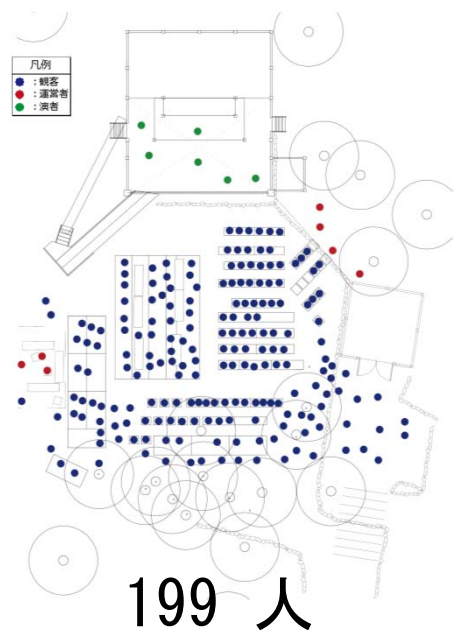 凡例
：観客
：運営者
：演者
199 人